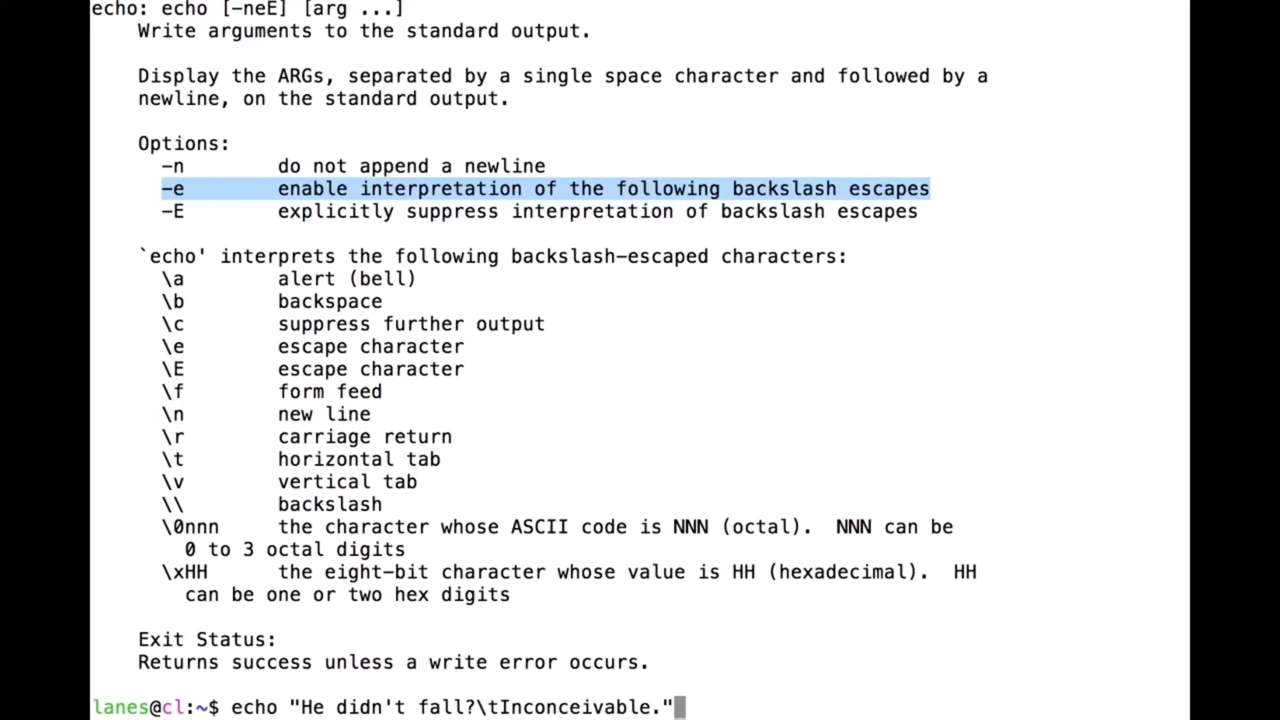 echo: echo [-neE] [arg ...]
Write arguments to the standard output.
Display the ARGs, separated by a single space character and followed by a
newline, on the standard output.
Options:
-n do not append a newline
-e enable interpretation of the following backslash escapes
-E explicitly suppress interpretation of backslash escapes
`echo' interprets the following backslash-escaped characters:
\a alert (bell)
\b backspace
\c suppress further output
\e escape character
\E escape character
\f form feed
\n new line
\r carriage return
\t horizontal tab
\v vertical tab
\\ backslash
\0nnn the character whose ASCII code is NNN (octal). NNN can be
0 to 3 octal digits
\xHH the eight-bit character whose value is HH (hexadecimal). HH
can be one or two hex digits
Exit Status:
Returns success unless a write error occurs.
lanes@cl:~$ echo "He didn't fall?\tInconceivable."